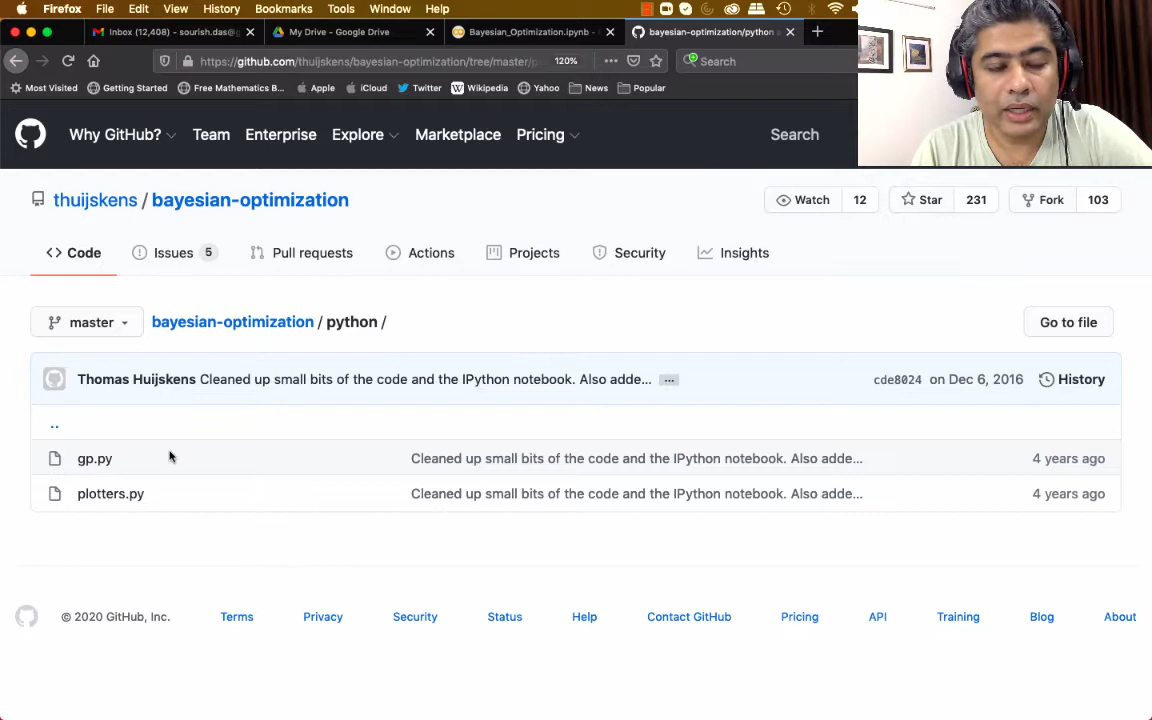 Firefox File Edit View History Bookmarks Tools Window Help
Inbox (12,408) - sourish.das@g
My Drive - Google Drive
Bayesian_Optimization.ipynb -
bayesian-optimization/python
https://github.com/thuijskens/bayesian-optimization/tree/master/p
120%
Search
Most Visited Getting Started Free Mathematics B... Apple iCloud Twitter Wikipedia Yahoo News Popular
Why GitHub? Team Enterprise Explore Marketplace Pricing Search
thuijskens / bayesian-optimization
Watch 12 Star 231 Fork 103
Code Issues 5 Pull requests Actions Projects Security Insights
master bayesian-optimization / python / Go to file
Thomas Huijskens Cleaned up small bits of the code and the IPython notebook. Also adde... ... cde8024 on Dec 6, 2016 History
..
gp.py Cleaned up small bits of the code and the IPython notebook. Also adde... 4 years ago
plotters.py Cleaned up small bits of the code and the IPython notebook. Also adde... 4 years ago
© 2020 GitHub, Inc. Terms Privacy Security Status Help Contact GitHub Pricing API Training Blog About